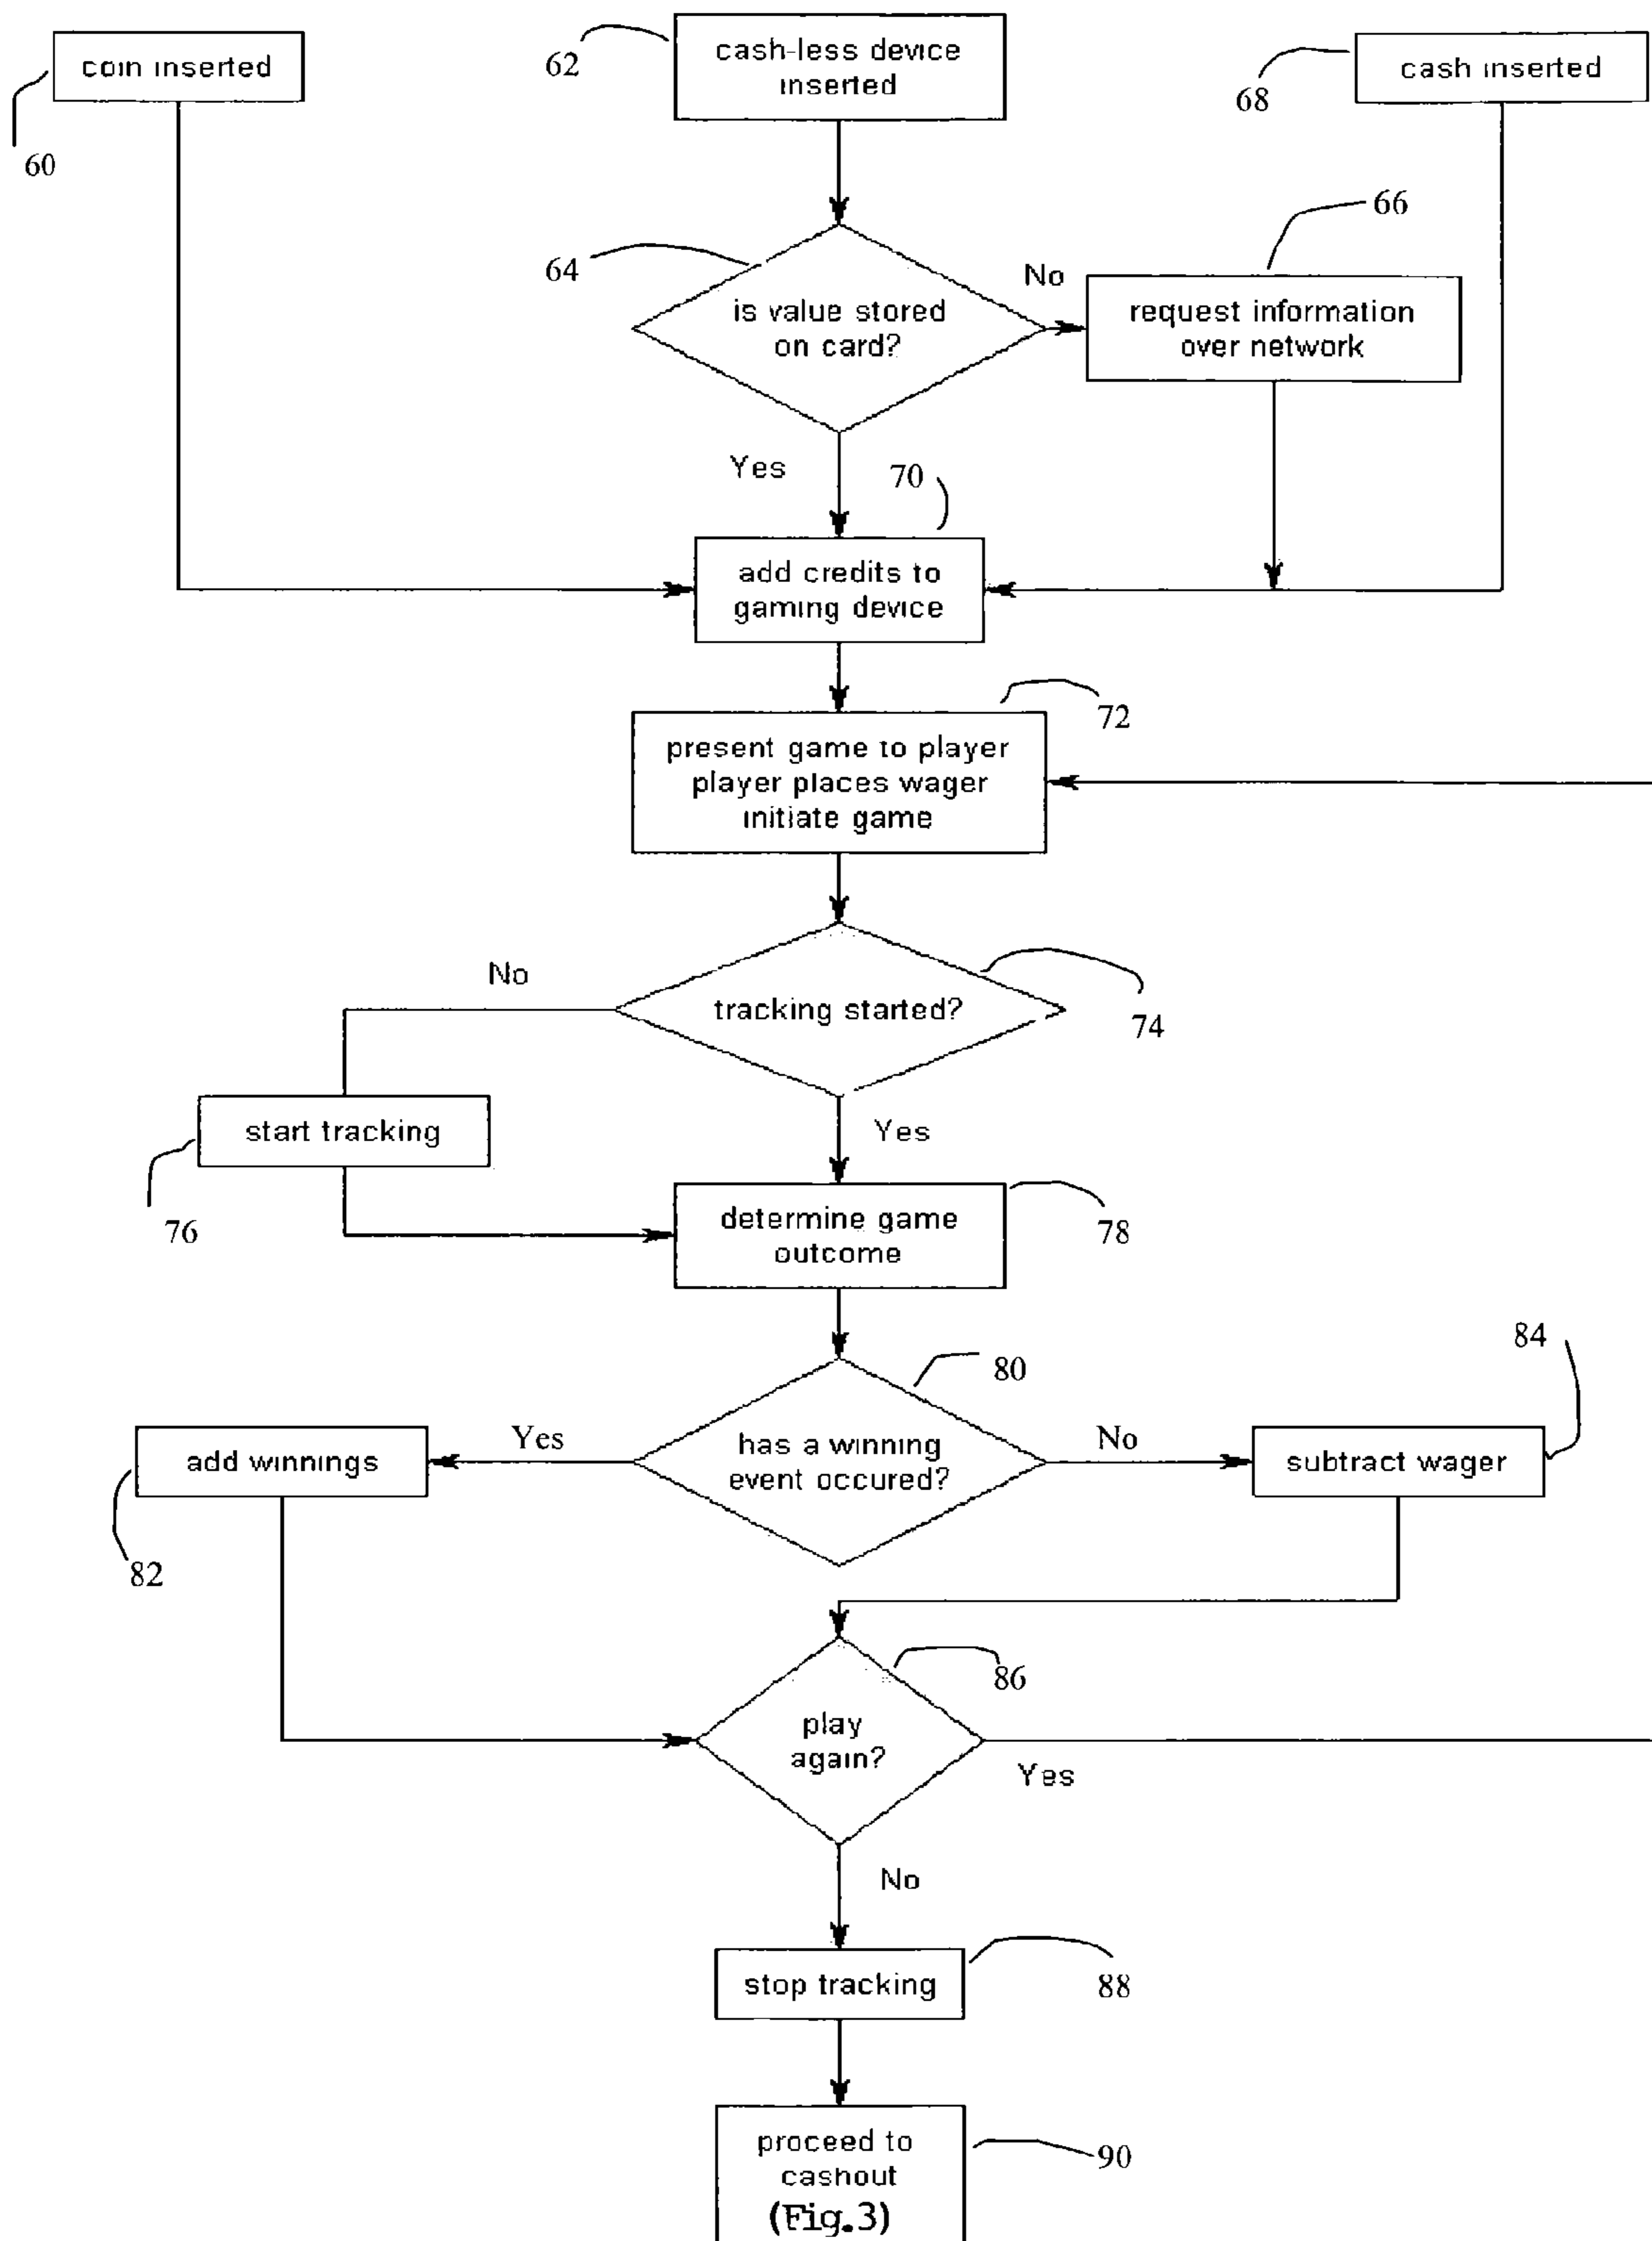 coin inserted
60
62
cash-less device
inserted
68
cash inserted
64
is value stored
on card?
No
66
request information
over network
Yes
70
add credits to
gaming device
72
present game to player
player places wager
initiate game
No
tracking started?
74
start tracking
76
Yes
determine game
outcome
78
80
84
add winnings
Yes
has a winning
event occured?
No
subtract wager
82
86
play
again?
Yes
No
stop tracking
88
proceed to
cashout
(Fig.3)
90